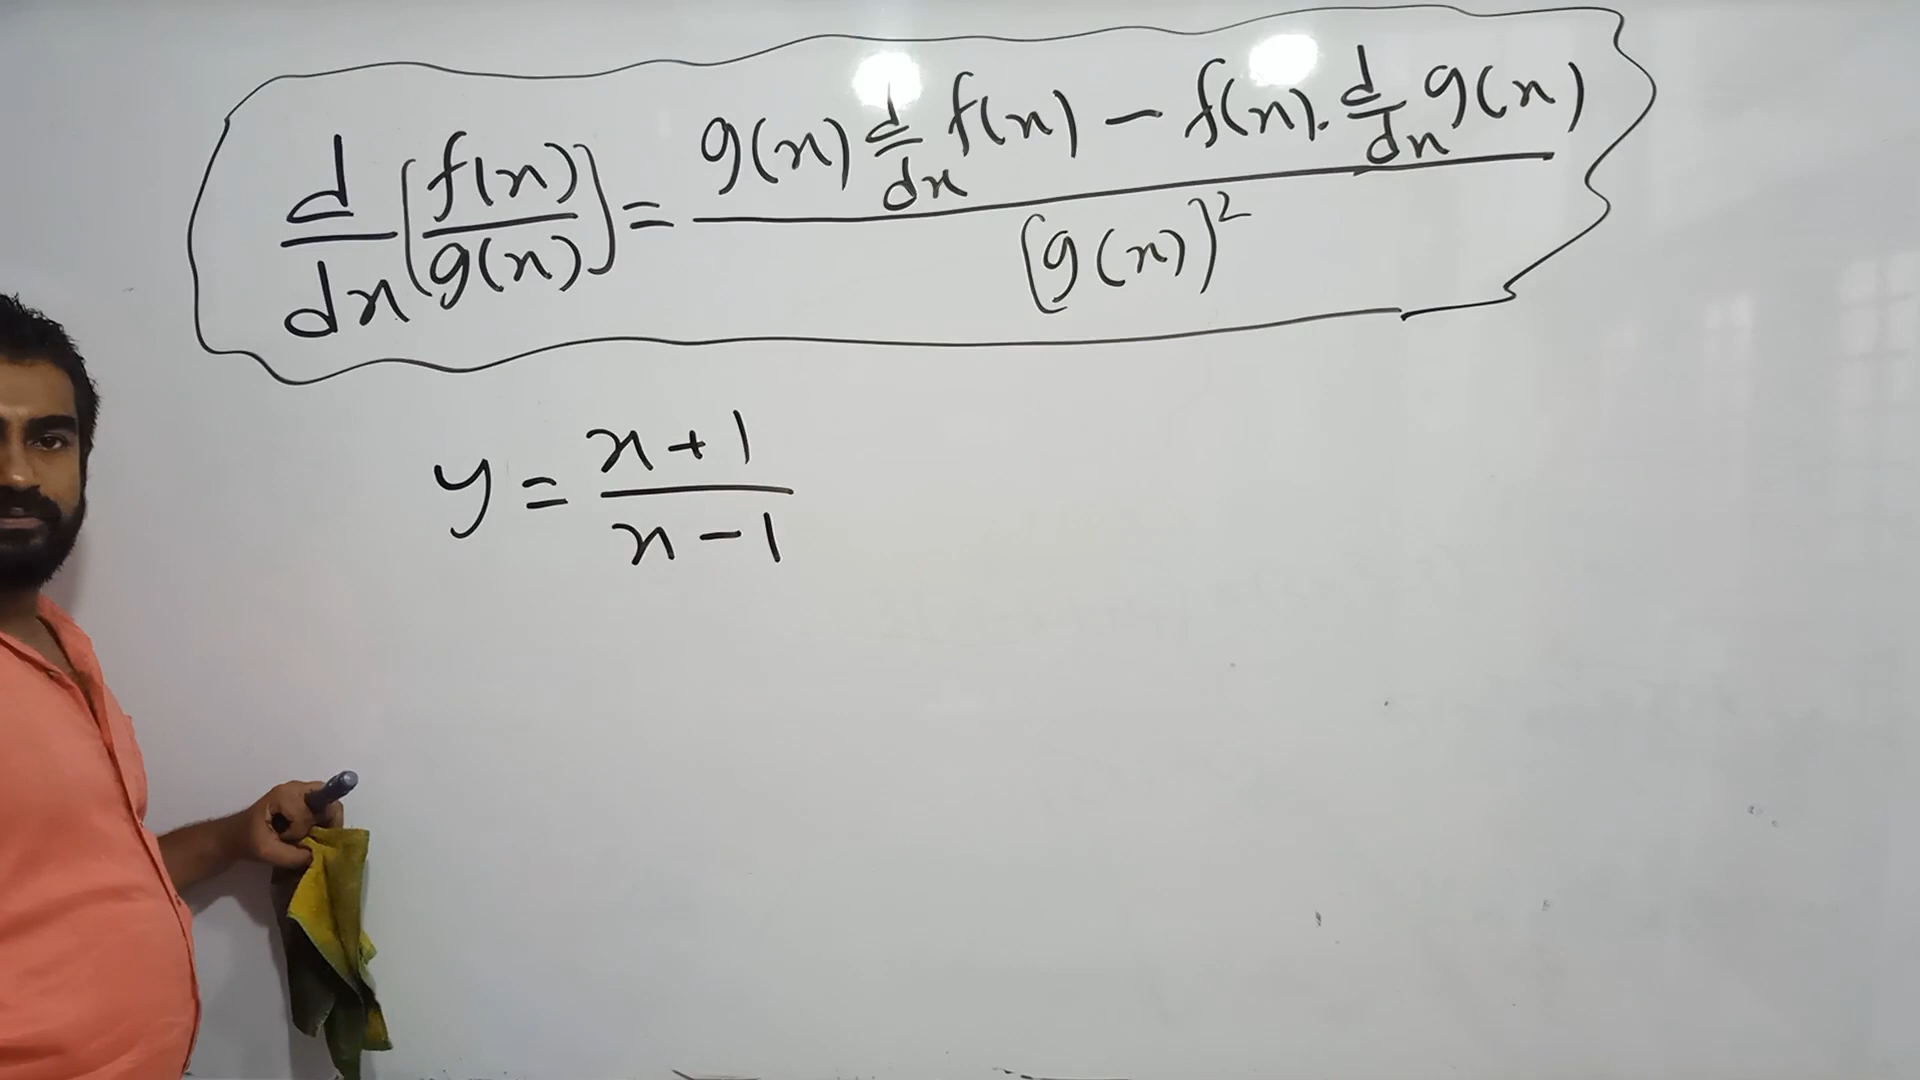 d/dx [f(x)/g(x)] = (g(x) d/dx f(x) − f(x). d/dx g(x)) / [g(x)]²
y = (x+1)/(x−1)